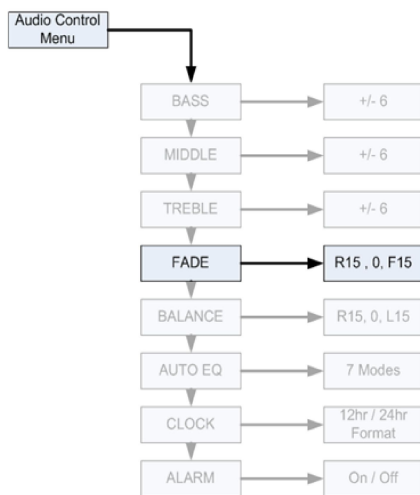 Audio Control
Menu
BASS
+/- 6
MIDDLE
+/- 6
TREBLE
+/- 6
FADE
R15 , 0, F15
BALANCE
R15, 0, L15
AUTO EQ
7 Modes
CLOCK
12hr / 24hr
Format
ALARM
On / Off